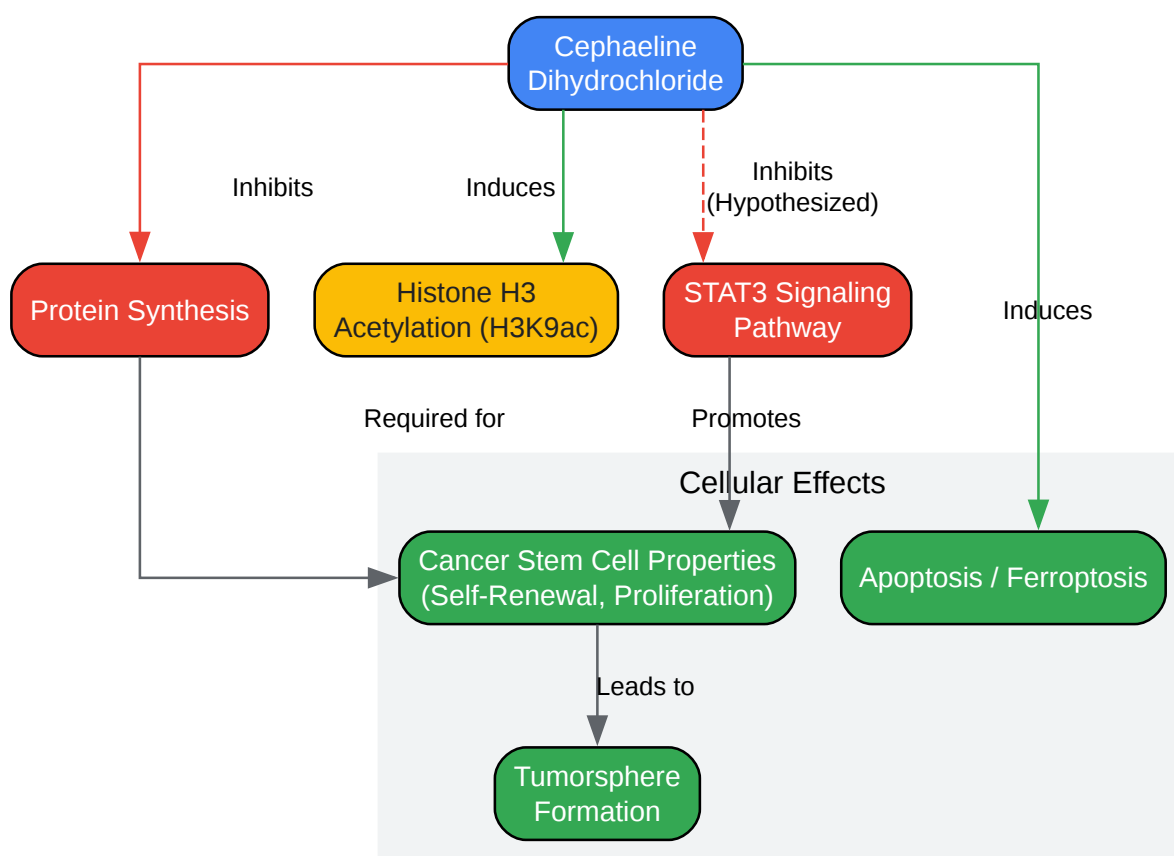 Cephaeline
Dihydrochloride
Inhibits
Induces
Inhibits
(Hypothesized)
Protein Synthesis
Histone H3
Acetylation (H3K9ac)
STAT3 Signaling
Pathway
Induces
Required for
Promotes
Cellular Effects
Cancer Stem Cell Properties
(Self-Renewal, Proliferation)
Apoptosis / Ferroptosis
Leads to
Tumorsphere
Formation